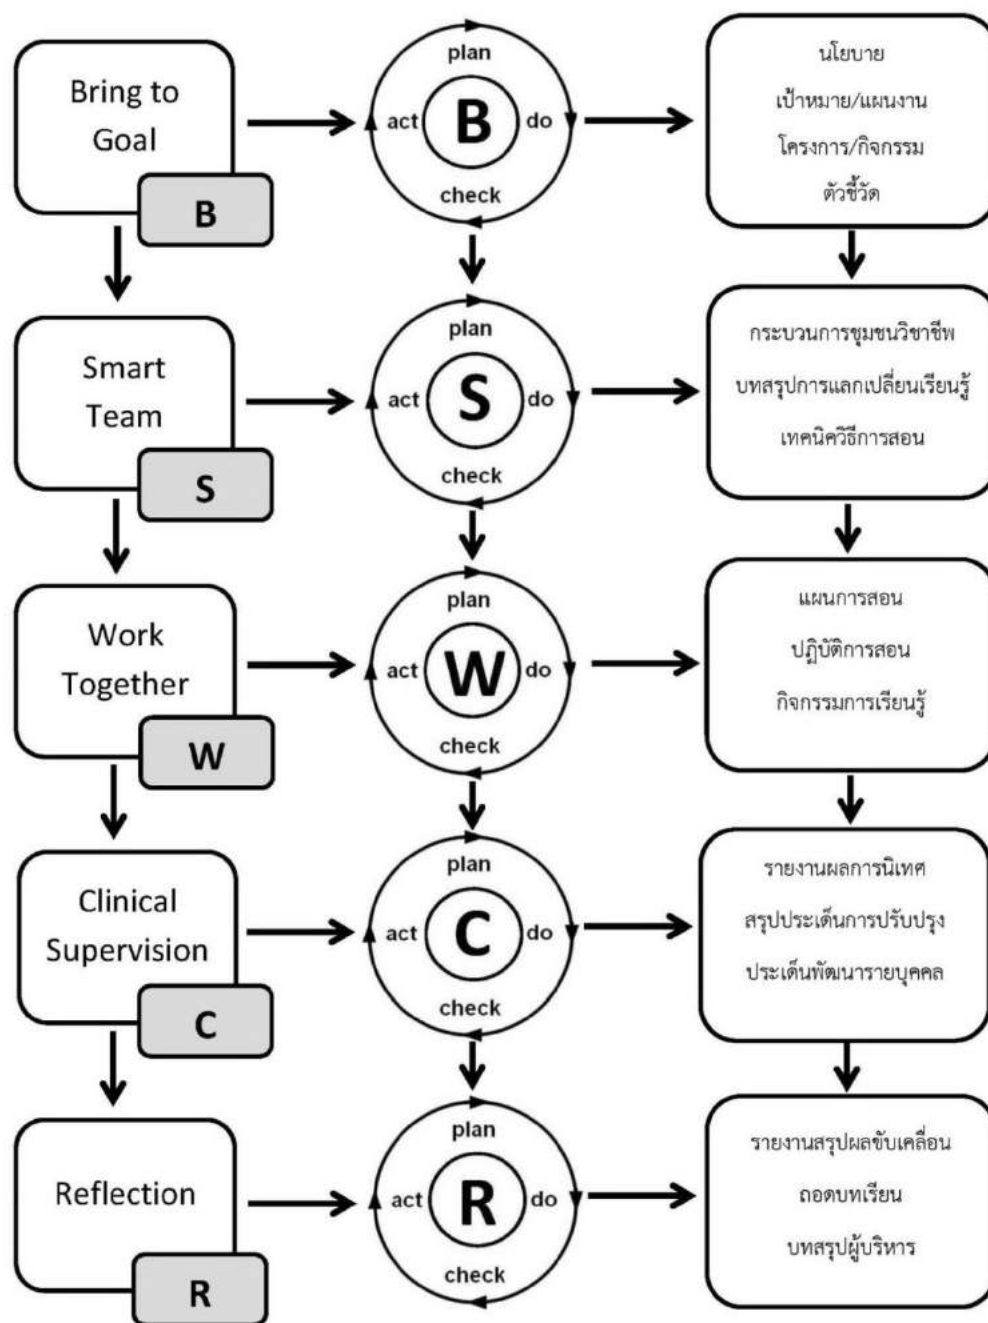 Bring to
Goal
B
plan
act
B
do
check
นโยบาย
เป้าหมาย/แผนงาน
โครงการ/กิจกรรม
ตัวชี้วัด
Smart
Team
S
plan
act
S
do
check
กระบวนการชุมชนวิชาชีพ
บทสรุปการแลกเปลี่ยนเรียนรู้
เทคนิควิธีการสอน
Work
Together
W
plan
act
W
do
check
แผนการสอน
ปฏิบัติการสอน
กิจกรรมการเรียนรู้
Clinical
Supervision
C
plan
act
C
do
check
รายงานผลการนิเทศ
สรุปประเด็นการปรับปรุง
ประเด็นพัฒนารายบุคคล
Reflection
R
plan
act
R
do
check
รายงานสรุปผลขับเคลื่อน
ถอดบทเรียน
บทสรุปผู้บริหาร